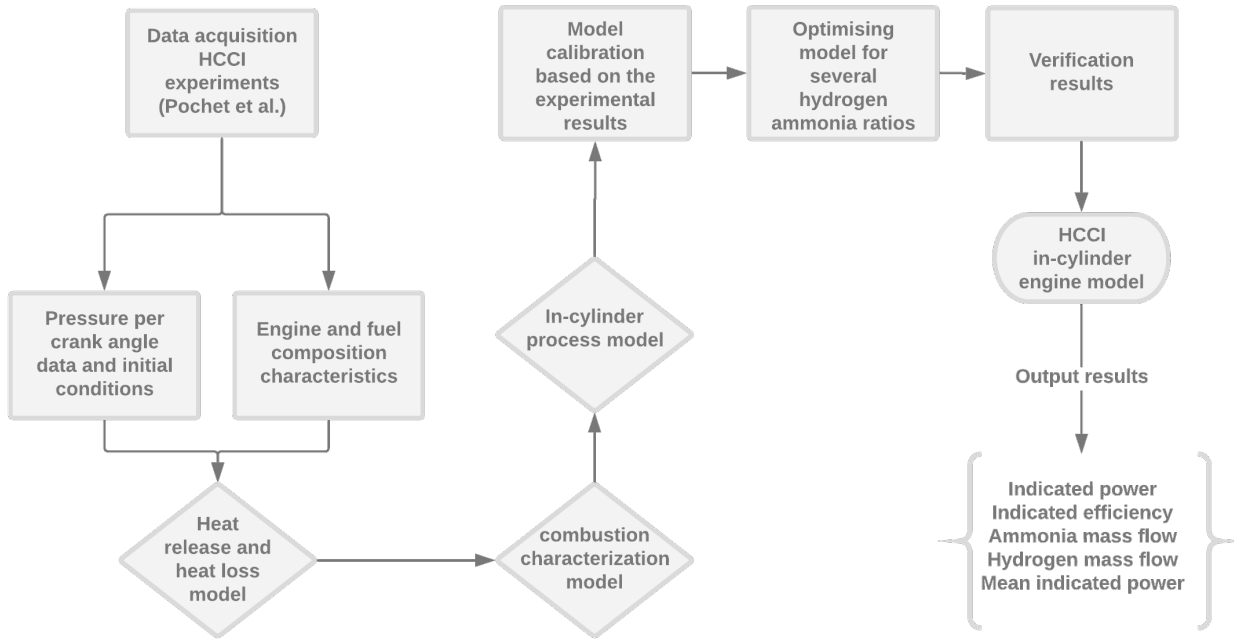 Data acquisition
HCCI
experiments
(Pochet et al.)
Pressure per
crank angle
data and initial
conditions
Engine and fuel
composition
characteristics
Heat
release and
heat loss
model
combustion
characterization
model
In-cylinder
process model
Model
calibration
based on the
experimental
results
Optimising
model for
several
hydrogen
ammonia ratios
Verification
results
HCCI
in-cylinder
engine model
Output results
Indicated power
Indicated efficiency
Ammonia mass flow
Hydrogen mass flow
Mean indicated power